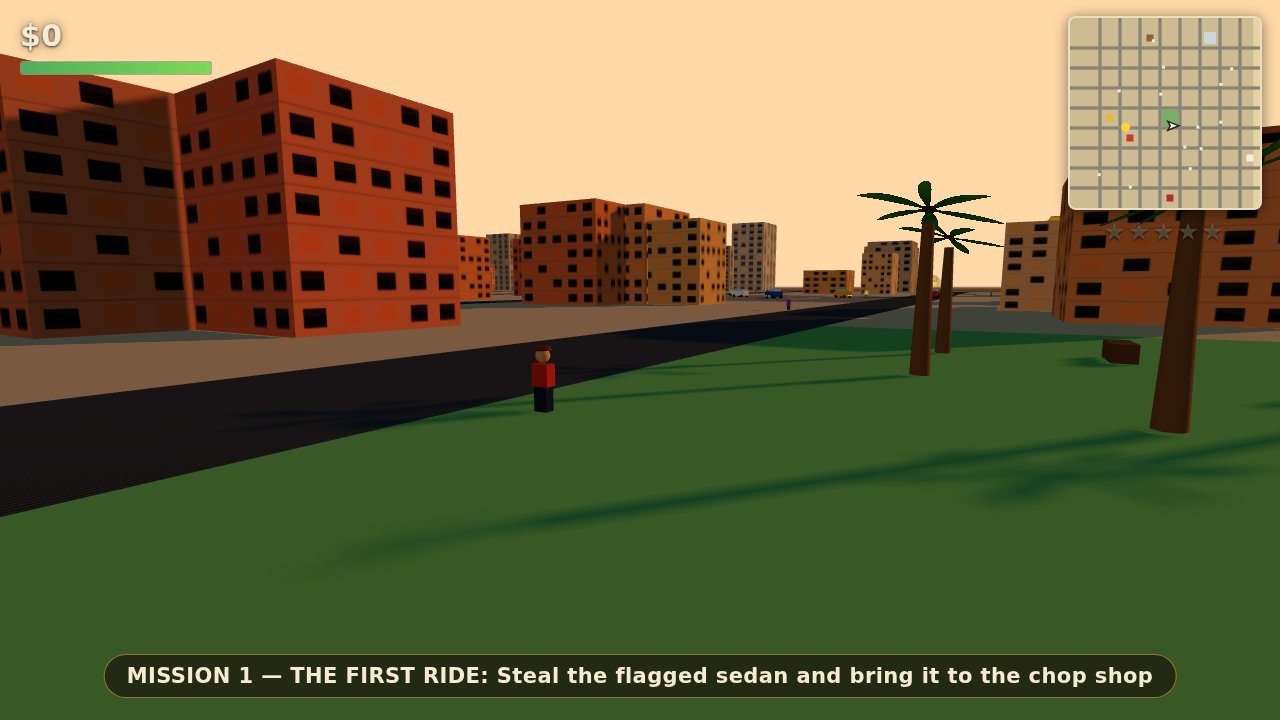 $0
MISSION 1 — THE FIRST RIDE: Steal the flagged sedan and bring it to the chop shop